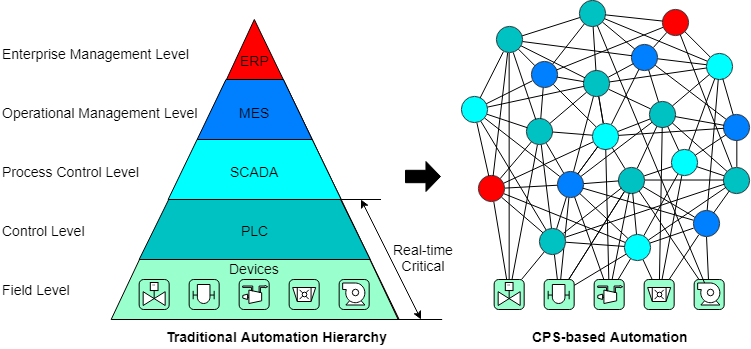 Enterprise Management Level
ERP
Operational Management Level
MES
Process Control Level
SCADA
Control Level
PLC
Real-time
Critical
Devices
Field Level
Traditional Automation Hierarchy
CPS-based Automation